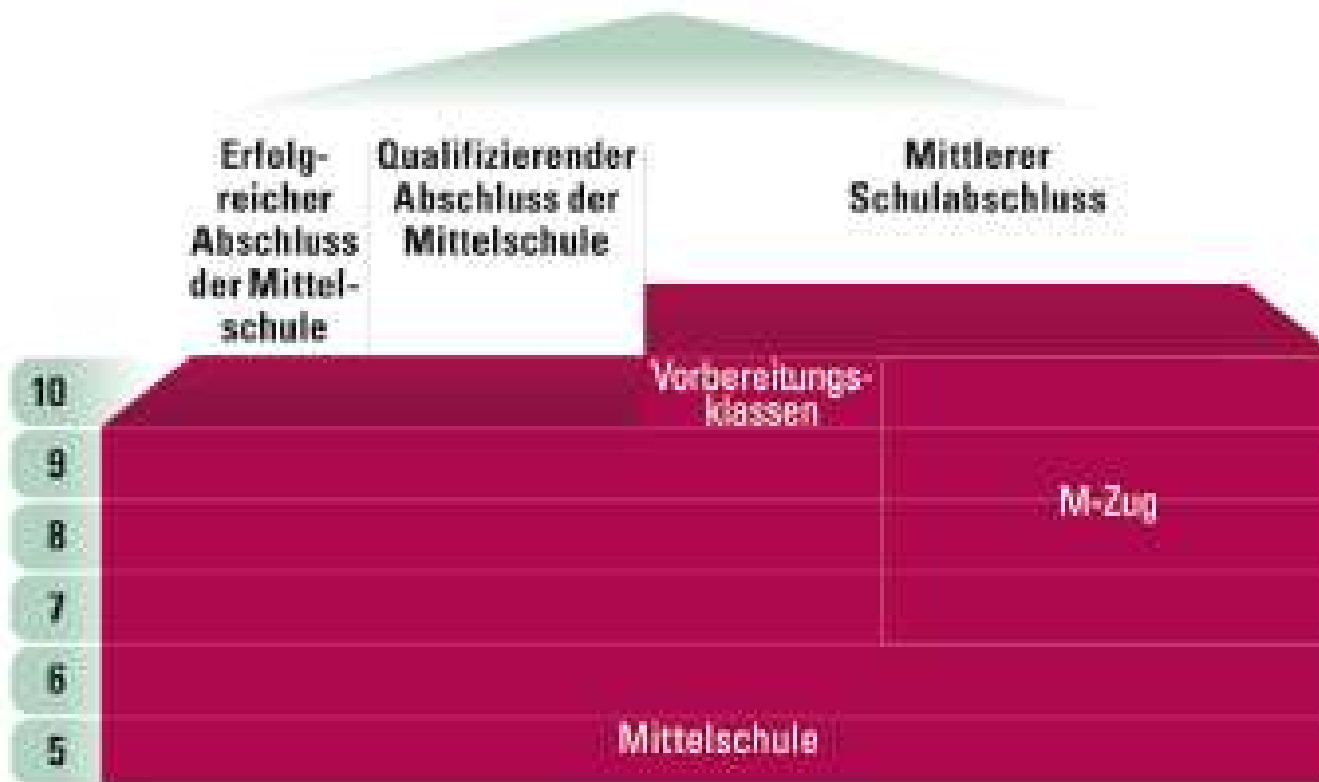 Erfolg-
reicher
Abschluss
der Mittel-
schule
Qualifizierender
Abschluss der
Mittelschule
Mittlerer
Schulabschluss
10
Vorbereitungs-
klassen
9
M-Zug
8
7
6
5
Mittelschule